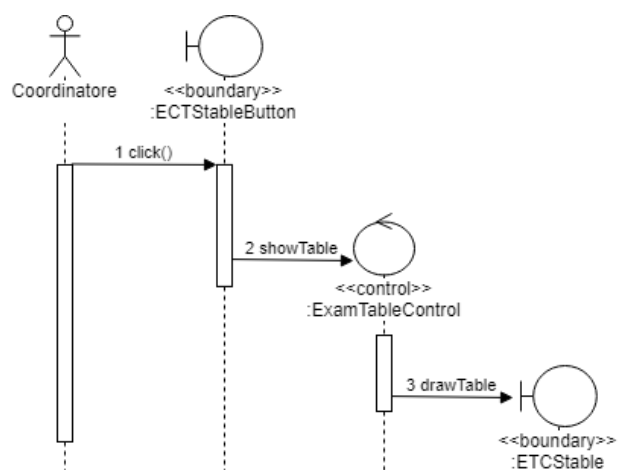 Coordinatore
<<boundary>>
:ECTStableButton
1 click()
2 showTable
<<control>>
:ExamTableControl
3 drawTable
<<boundary>>
:ETCStable